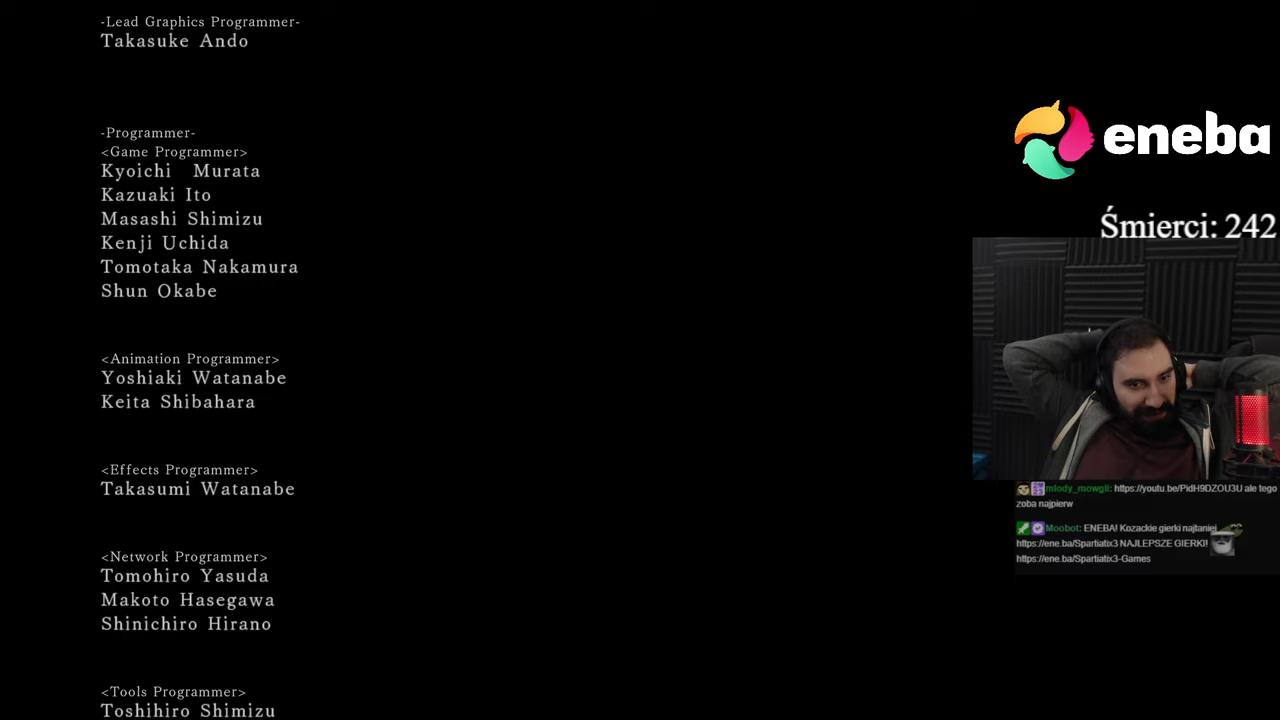 -Lead Graphics Programmer-
Takasuke Ando
-Programmer-
<Game Programmer>
Kyoichi Murata
Kazuaki Ito
Masashi Shimizu
Kenji Uchida
Tomotaka Nakamura
Shun Okabe
<Animation Programmer>
Yoshiaki Watanabe
Keita Shibahara
<Effects Programmer>
Takasumi Watanabe
<Network Programmer>
Tomohiro Yasuda
Makoto Hasegawa
Shinichiro Hirano
<Tools Programmer>
Toshihiro Shimizu
eneba
Śmierci: 242
mlody_mowgli: https://youtu.be/PidH9DZOU3U ale tego
zoba najpierw
Moobot: ENEBA! Kozackie gierki najtaniej
https://ene.ba/Spartiatix3 NAJLEPSZE GIERKI!
https://ene.ba/Spartiatix3-Games